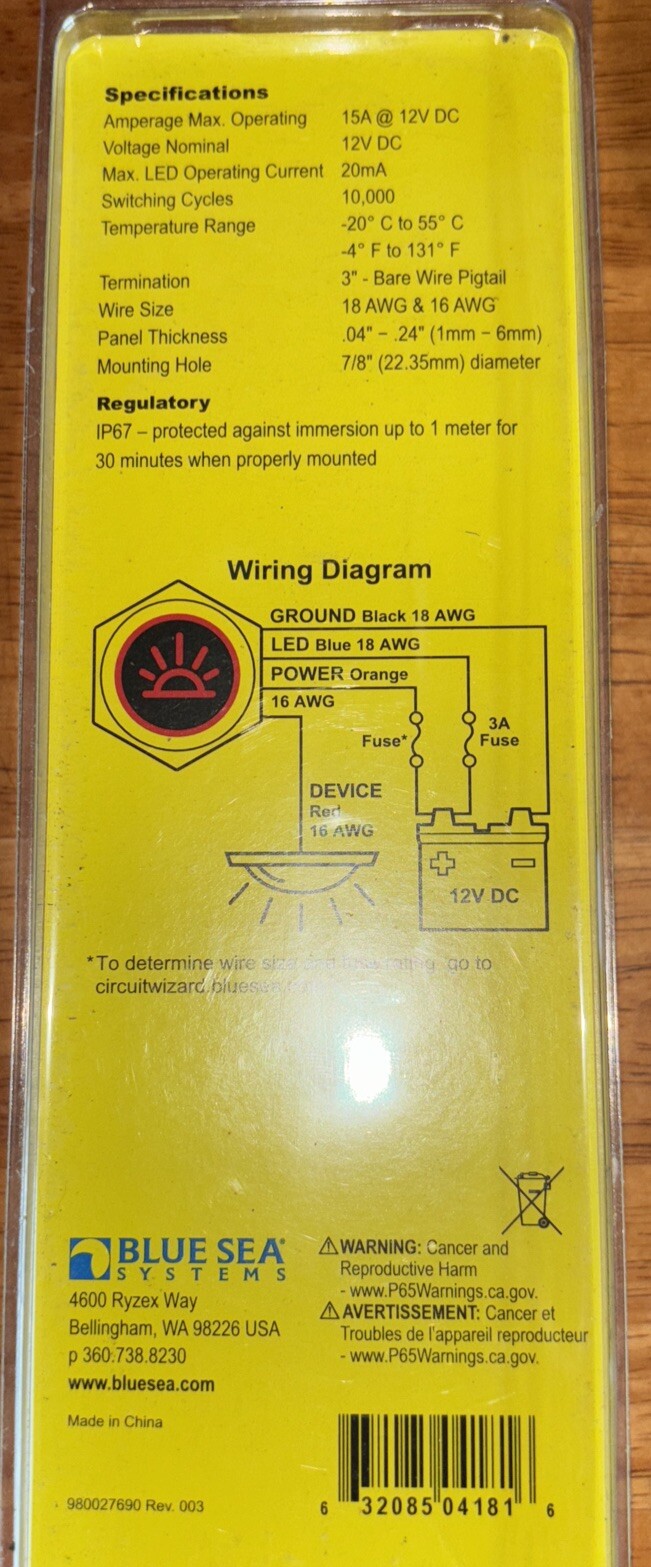 Specifications
Amperage Max. Operating 15A @ 12V DC
Voltage Nominal 12V DC
Max. LED Operating Current 20mA
Switching Cycles 10,000
Temperature Range -20° C to 55° C
-4° F to 131° F
Termination 3" - Bare Wire Pigtail
Wire Size 18 AWG & 16 AWG
Panel Thickness .04" – .24" (1mm – 6mm)
Mounting Hole 7/8" (22.35mm) diameter
Regulatory
IP67 – protected against immersion up to 1 meter for
30 minutes when properly mounted
Wiring Diagram
GROUND Black 18 AWG
LED Blue 18 AWG
POWER Orange
16 AWG
Fuse*
3A
Fuse
DEVICE
Red
16 AWG
12V DC
*To determine wire size and fuse rating go to
circuitwizard.bluesea
BLUE SEA®
SYSTEMS
4600 Ryzex Way
Bellingham, WA 98226 USA
p 360.738.8230
www.bluesea.com
Made in China
980027690 Rev. 003
⚠WARNING: Cancer and
Reproductive Harm
- www.P65Warnings.ca.gov.
⚠AVERTISSEMENT: Cancer et
Troubles de l'appareil reproducteur
- www.P65Warnings.ca.gov.
6 32085 04181 6